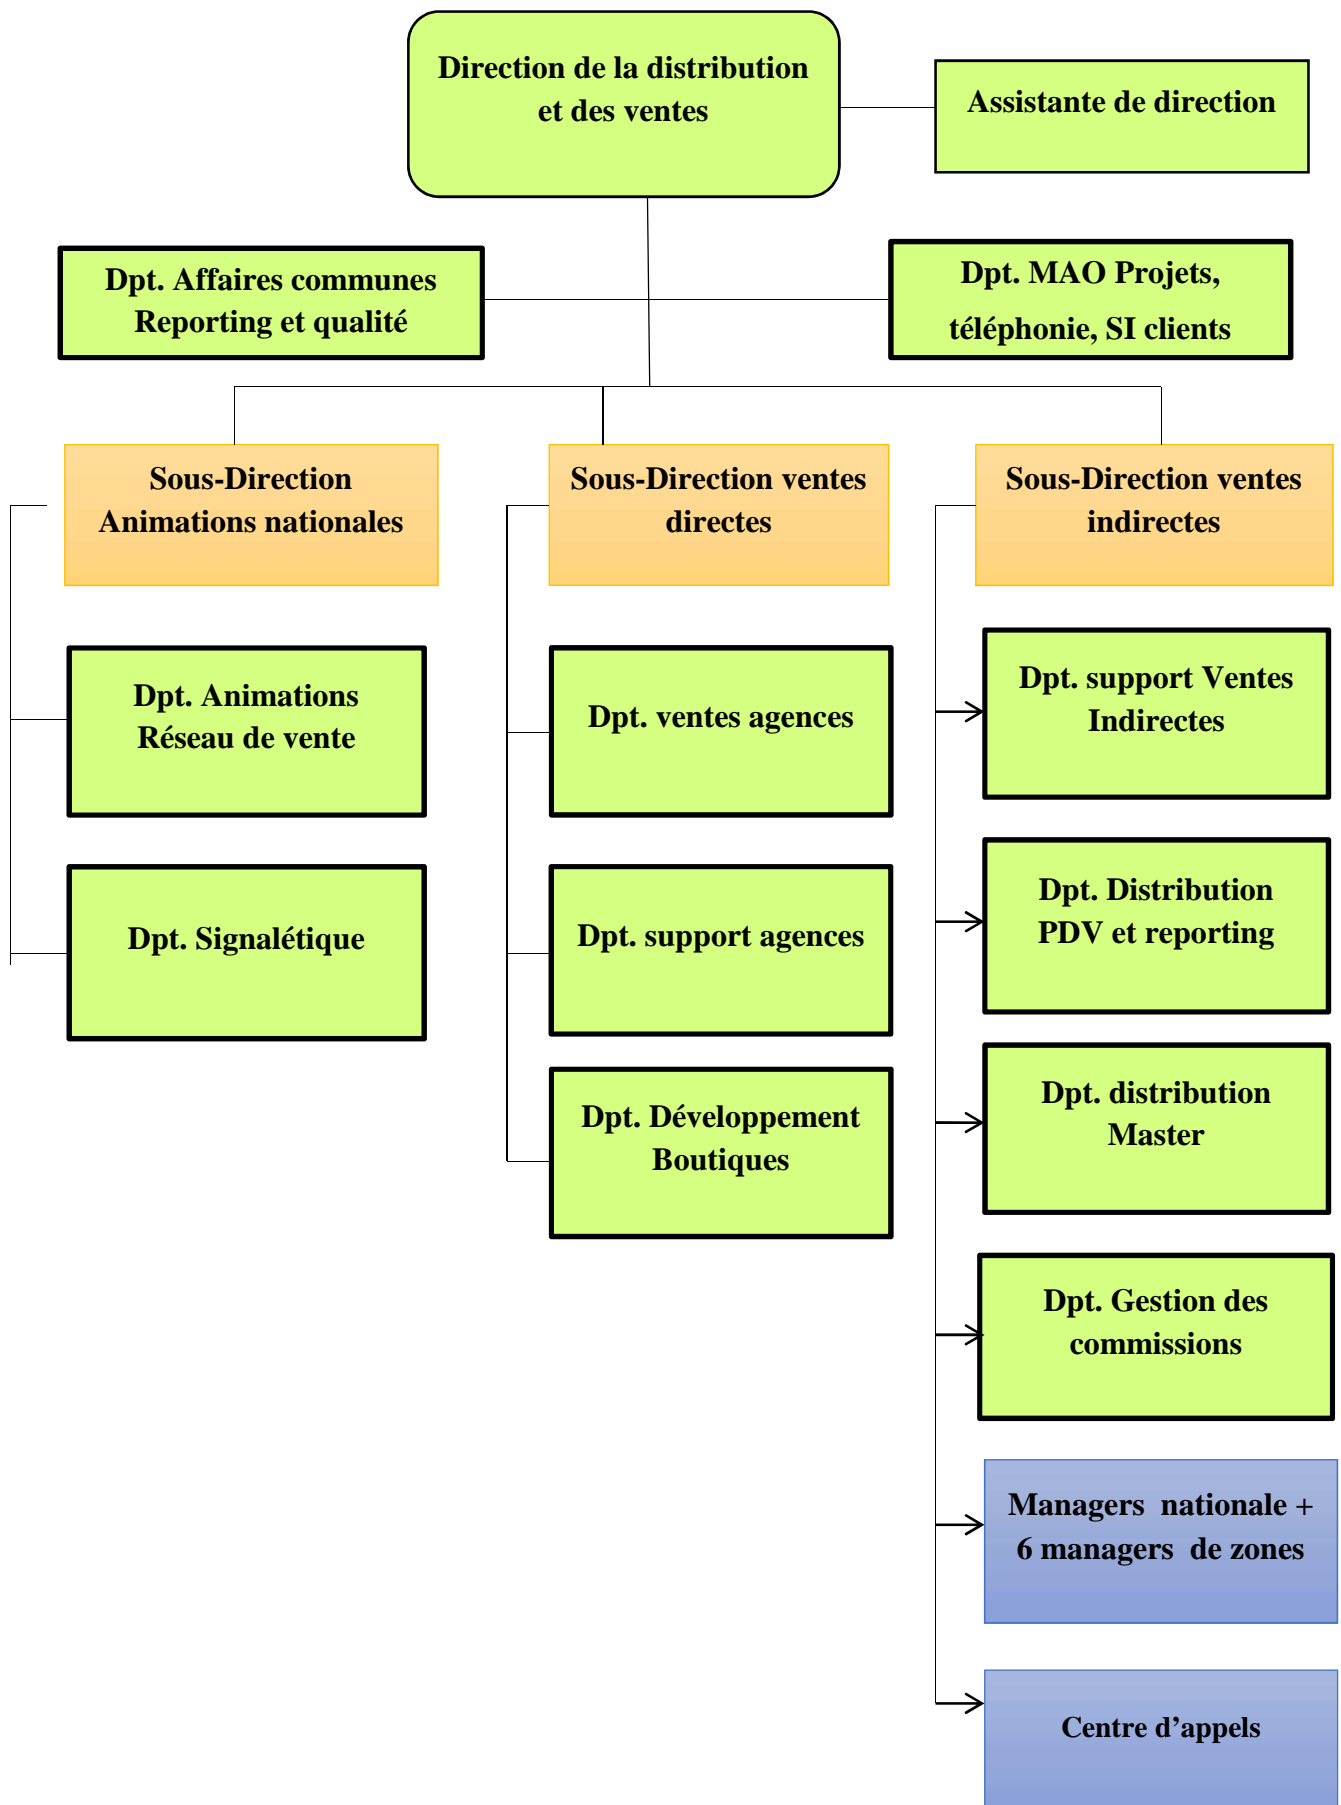 Direction de la distribution
et des ventes
Assistante de direction
Dpt. Affaires communes
Reporting et qualité
Dpt. MAO Projets,
téléphonie, SI clients
Sous-Direction
Animations nationales
Sous-Direction ventes
directes
Sous-Direction ventes
indirectes
Dpt. Animations
Réseau de vente
Dpt. Signalétique
Dpt. ventes agences
Dpt. support agences
Dpt. Développement
Boutiques
Dpt. support Ventes
Indirectes
Dpt. Distribution
PDV et reporting
Dpt. distribution
Master
Dpt. Gestion des
commissions
Managers nationale +
6 managers de zones
Centre d’appels